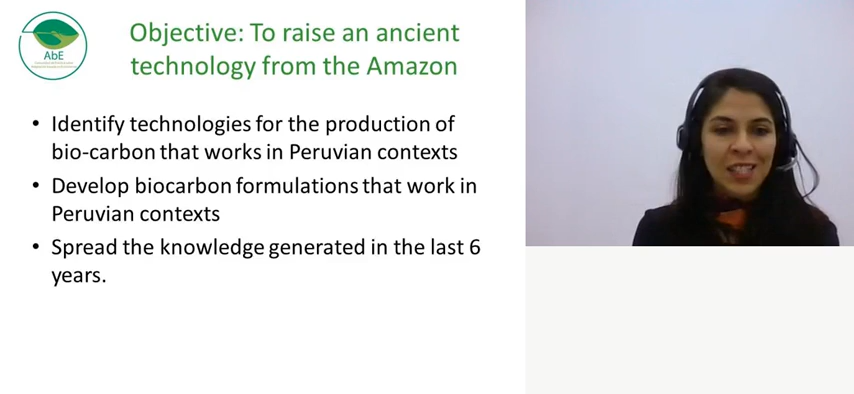 AbE
Objective: To raise an ancient
technology from the Amazon
• Identify technologies for the production of
bio-carbon that works in Peruvian contexts
• Develop biocarbon formulations that work in
Peruvian contexts
• Spread the knowledge generated in the last 6
years.